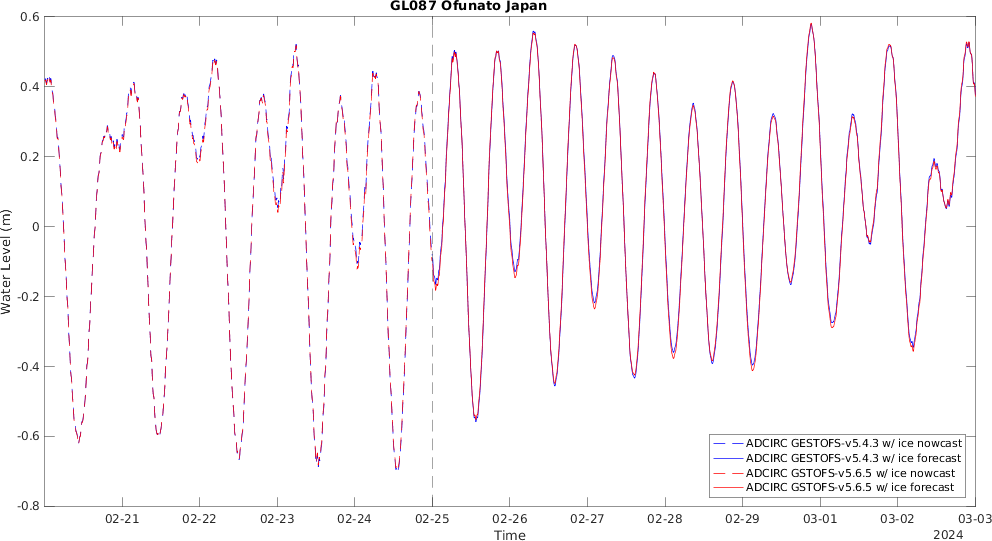 GL087 Ofunato Japan
0.6
0.4
0.2
0
-0.2
-0.4
-0.6
-0.8
Water Level (m)
ADCIRC GESTOFS-v5.4.3 w/ ice nowcast
ADCIRC GESTOFS-v5.4.3 w/ ice forecast
ADCIRC GSTOFS-v5.6.5 w/ ice nowcast
ADCIRC GSTOFS-v5.6.5 w/ ice forecast
02-21 02-22 02-23 02-24 02-25 02-26 02-27 02-28 02-29 03-01 03-02 03-03
Time
2024